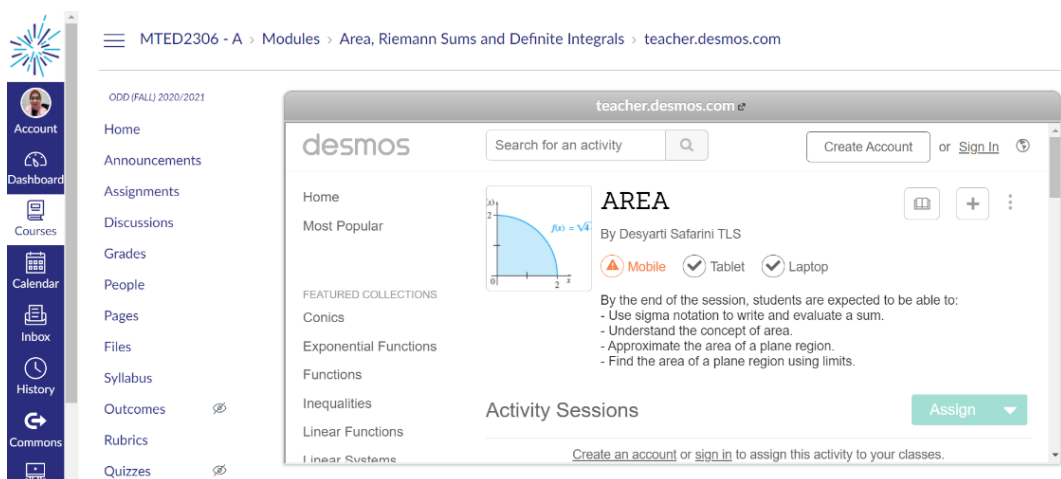 MTED2306 - A > Modules > Area, Riemann Sums and Definite Integrals > teacher.desmos.com
Account
Dashboard
Courses
Calendar
Inbox
History
Commons
ODD (FALL) 2020/2021
Home
Announcements
Assignments
Discussions
Grades
People
Pages
Files
Syllabus
Outcomes
Rubrics
Quizzes
teacher.desmos.com
desmos
Search for an activity
Create Account or Sign In
Home
Most Popular
FEATURED COLLECTIONS
Conics
Exponential Functions
Functions
Inequalities
Linear Functions
Linear Systems
2
f(x) = √4
0
2
x
AREA
By Desyarti Safarini TLS
Mobile Tablet Laptop
By the end of the session, students are expected to be able to:
- Use sigma notation to write and evaluate a sum.
- Understand the concept of area.
- Approximate the area of a plane region.
- Find the area of a plane region using limits.
Activity Sessions
Assign
Create an account or sign in to assign this activity to your classes.